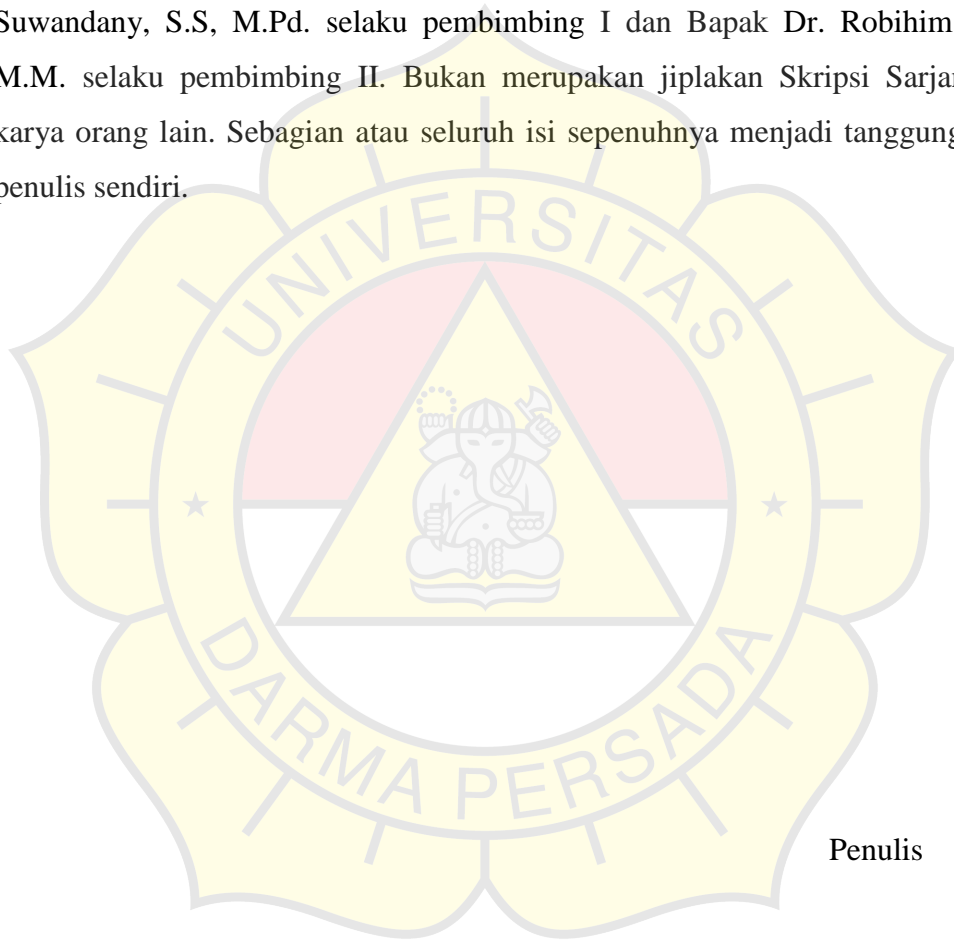 Suwandany, S.S, M.Pd. selaku pembimbing I dan Bapak Dr. Robihim
M.M. selaku pembimbing II. Bukan merupakan jiplakan Skripsi Sarjan
karya orang lain. Sebagian atau seluruh isi sepenuhnya menjadi tanggung
penulis sendiri.
UNIVERSITAS
DARMA PERSADA
Penulis